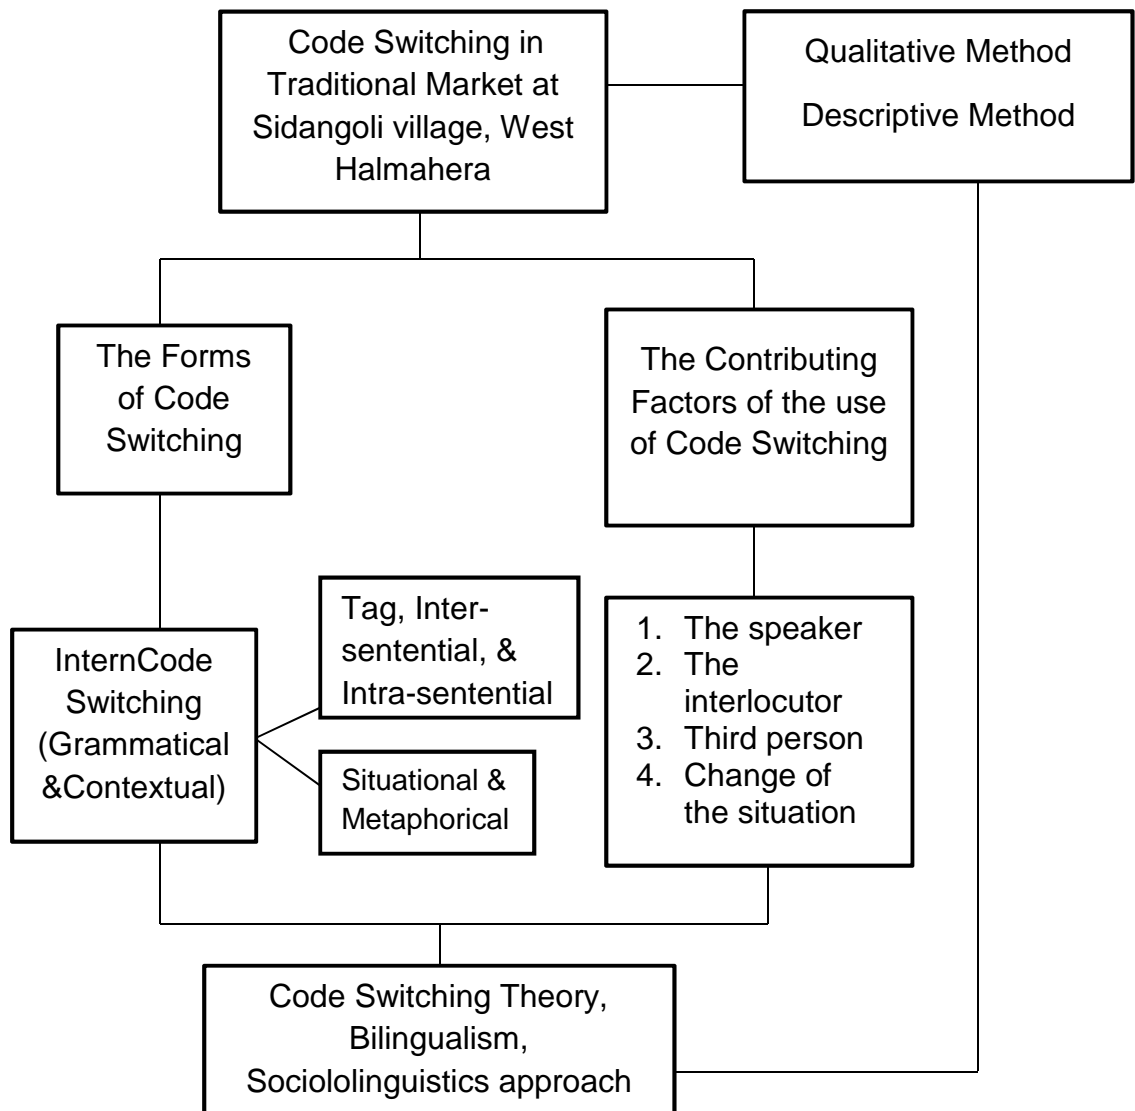 Code Switching in
Traditional Market at
Sidangoli village, West
Halmahera
Qualitative Method
Descriptive Method
The Forms
of Code
Switching
The Contributing
Factors of the use
of Code Switching
InternCode
Switching
(Grammatical
&Contextual)
Tag, Inter-
sentential, &
Intra-sentential
Situational &
Metaphorical
1. The speaker
2. The
interlocutor
3. Third person
4. Change of
the situation
Code Switching Theory,
Bilingualism,
Sociololinguistics approach